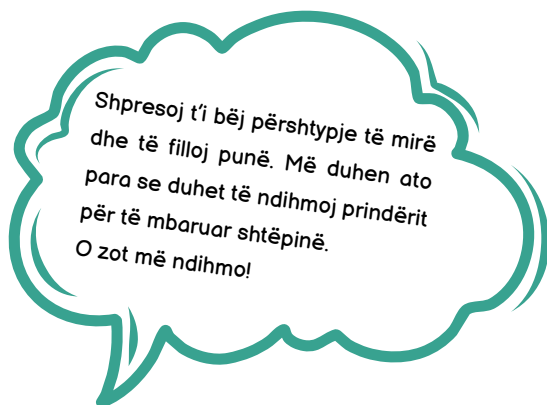 Shpresoj t'i bëj përshtypje të mirë
dhe të filloj punë. Më duhen ato
para se duhet të ndihmoj prindërit
për të mbaruar shtëpinë.
O zot më ndihmo!